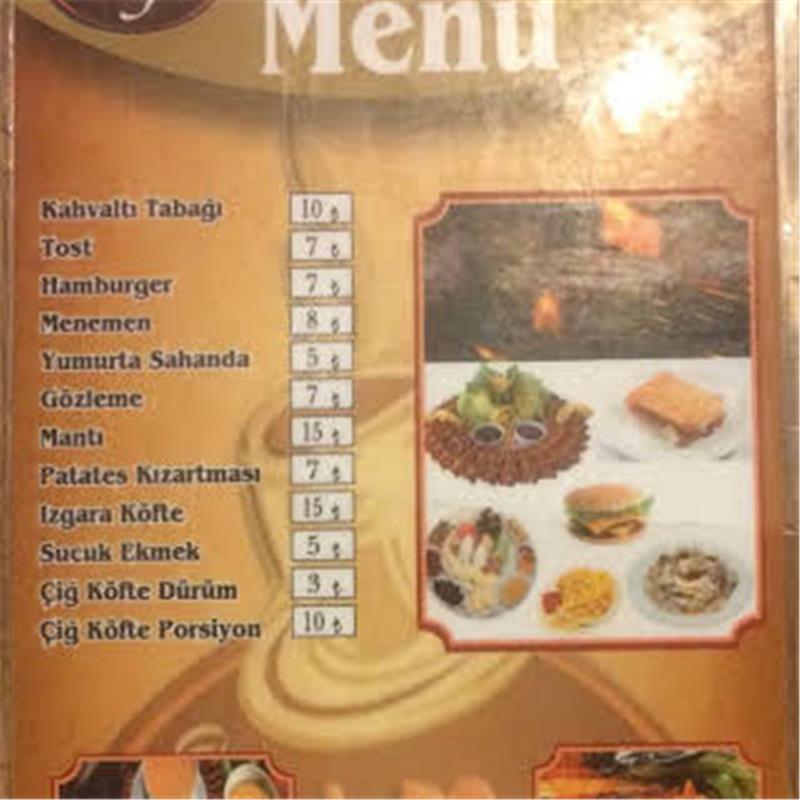 Menü
Kahvaltı Tabağı 10 ₺
Tost 7 ₺
Hamburger 7 ₺
Menemen 8 ₺
Yumurta Sahanda 5 ₺
Gözleme 7 ₺
Mantı 15 ₺
Patates Kızartması 7 ₺
Izgara Köfte 15 ₺
Sucuk Ekmek 5 ₺
Çiğ Köfte Dürüm 3 ₺
Çiğ Köfte Porsiyon 10 ₺